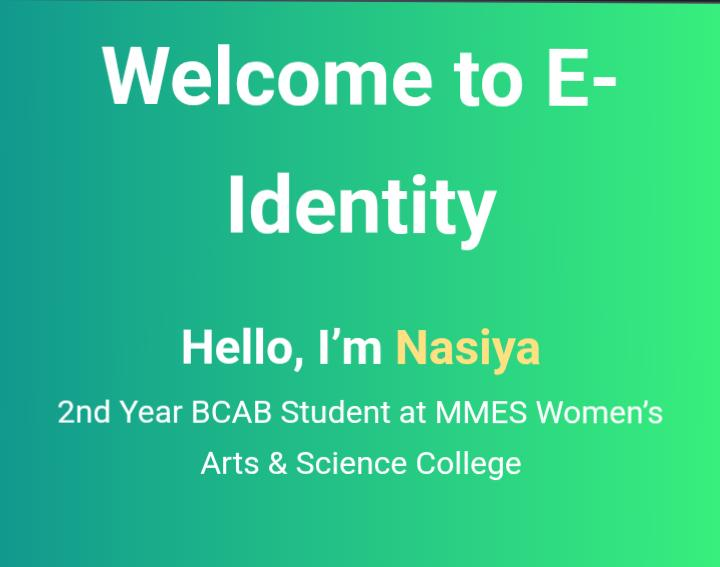 Welcome to E-
Identity
Hello, I’m Nasiya
2nd Year BCAB Student at MMES Women’s
Arts & Science College